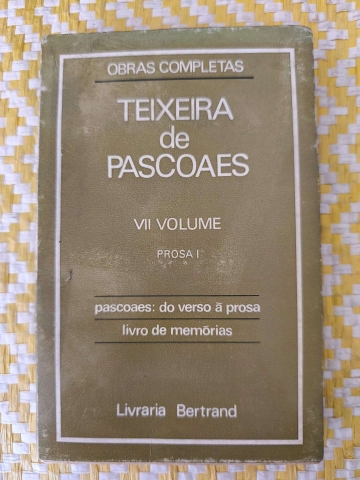 OBRAS COMPLETAS
TEIXEIRA
de
PASCOAES
VII VOLUME
PROSA I
pascoaes: do verso à prosa
livro de memórias
Livraria Bertrand